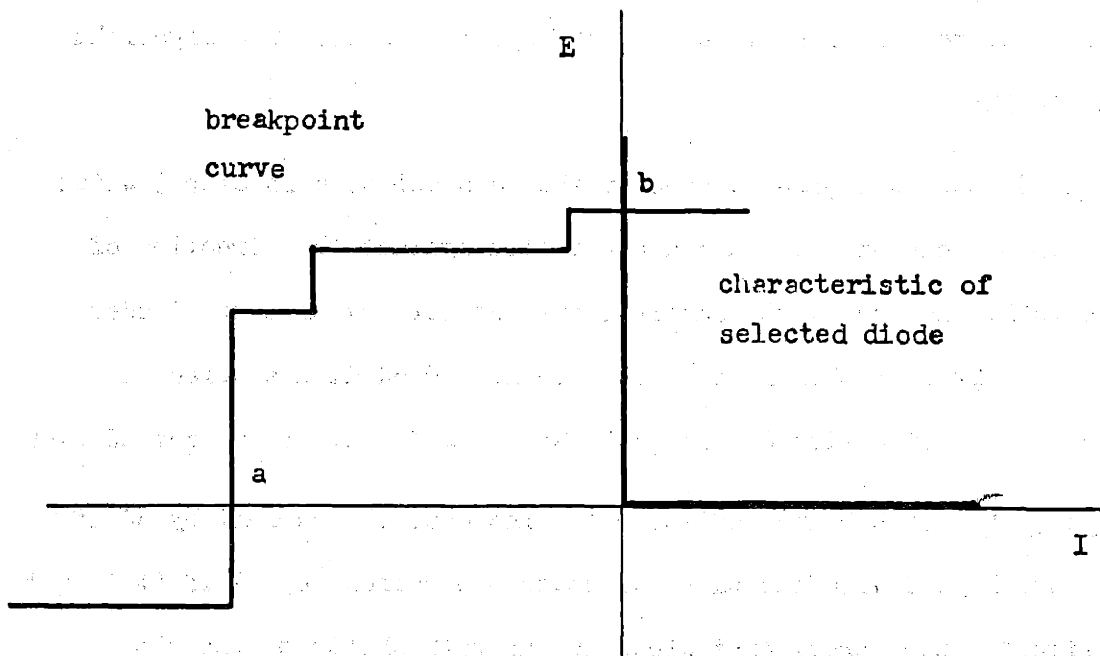 E
breakpoint
curve
b
characteristic of
selected diode
a
I